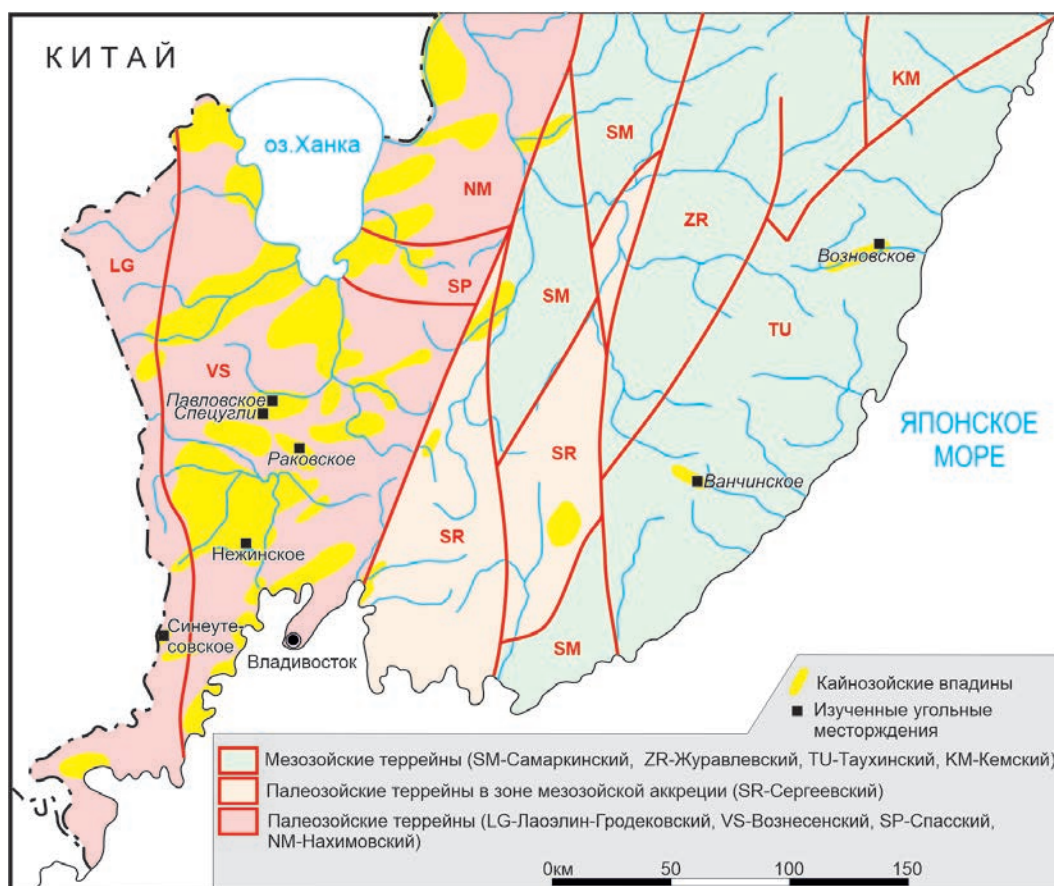 КИТАЙ
оз.Ханка
KM
SM
NM
ZR
Возновское
LG
SP
SM
TU
VS
Павловское
Спецугли
ЯПОНСКОЕ
МОРЕ
Раковское
SR
Ванчинское
SR
Нежинское
Синеуте-
совское
Владивосток
SM
Кайнозойские впадины
Изученные угольные
месторждения
Мезозойские террейны (SM-Самаркинский, ZR-Журавлевский, TU-Таухинский, KM-Кемский)
Палеозойские террейны в зоне мезозойской аккреции (SR-Сергеевский)
Палеозойские террейны (LG-Лаоэлин-Гродековский, VS-Вознесенский, SP-Спасский,
NM-Нахимовский)
0км 50 100 150